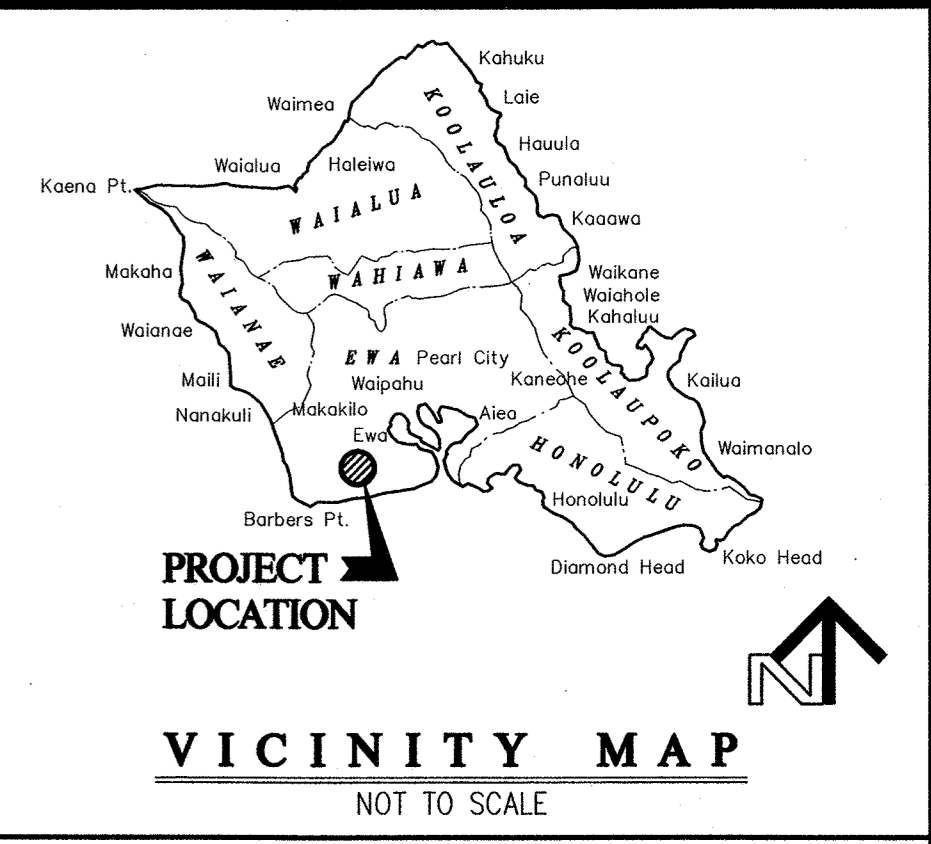 Kahuku
KOOLAULOA
Laie
Waimea
Hauula
Waialua
Haleiwa
Punaluu
Kaena Pt.
WAIALUA
Kaaawa
WAIANAE
Makaha
WAHIAWA
Waikane
Waiahole
Kahaluu
Waianae
KOOLAUPOKO
EWA Pearl City
Maili
Waipahu
Kaneohe
Kailua
Nanakuli
Makakilo
Aiea
Ewa
HONOLULU
Waimanalo
Honolulu
Barbers Pt.
Koko Head
Diamond Head
PROJECT
LOCATION
N
VICINITY MAP
NOT TO SCALE